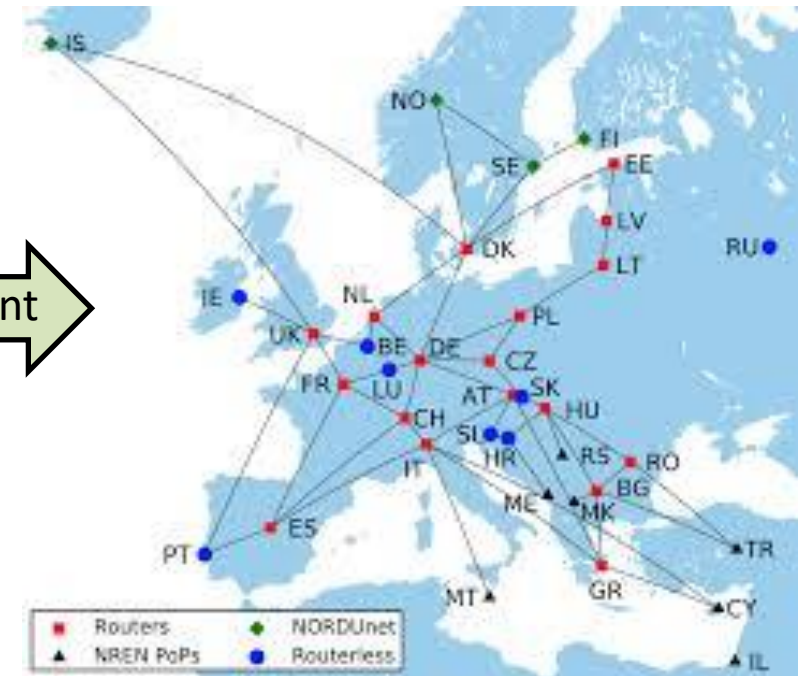 IS
NO
FI
SE
EE
LV
DK
RU
LT
IE
NL
PL
UK
BE
DE
CZ
FR
LU
AT
SK
HU
CH
SI
HR
RS
RO
IT
BG
ME
MK
ES
PT
TR
GR
MT
CY
IL
nt
Routers
NORDUnet
NREN PoPs
Routerless